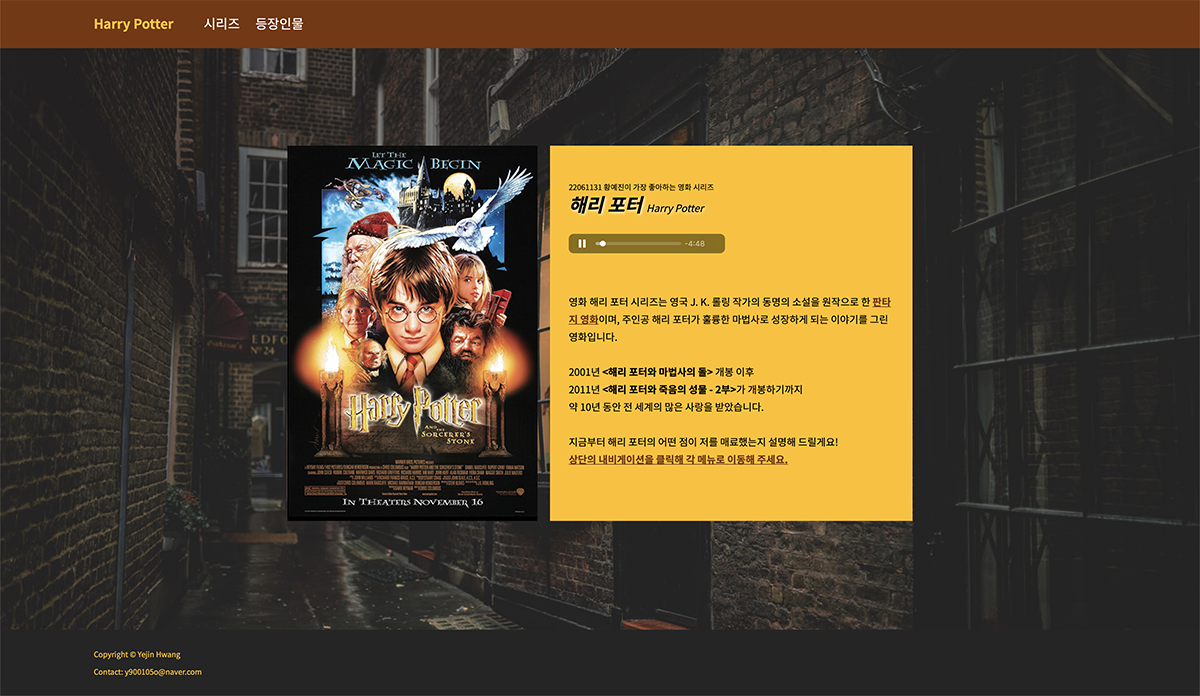 Harry Potter
시리즈
등장인물
LET THE
MAGIC BEGIN
EDFO
Nº24
Harry Potter
AND THE
SORCERER'S
STONE
IN THEATERS NOVEMBER 16
22061131 황예진이 가장 좋아하는 영화 시리즈
해리 포터 Harry Potter
-4:48
영화 해리 포터 시리즈는 영국 J. K. 롤링 작가의 동명의 소설을 원작으로 한 판타
지 영화이며, 주인공 해리 포터가 훌륭한 마법사로 성장하게 되는 이야기를 그린
영화입니다.
2001년 <해리 포터와 마법사의 돌> 개봉 이후
2011년 <해리 포터와 죽음의 성물 - 2부>가 개봉하기까지
약 10년 동안 전 세계의 많은 사랑을 받았습니다.
지금부터 해리 포터의 어떤 점이 저를 매료했는지 설명해 드릴게요!
상단의 내비게이션을 클릭해 각 메뉴로 이동해 주세요.
Copyright © Yejin Hwang
Contact: y900105o@naver.com